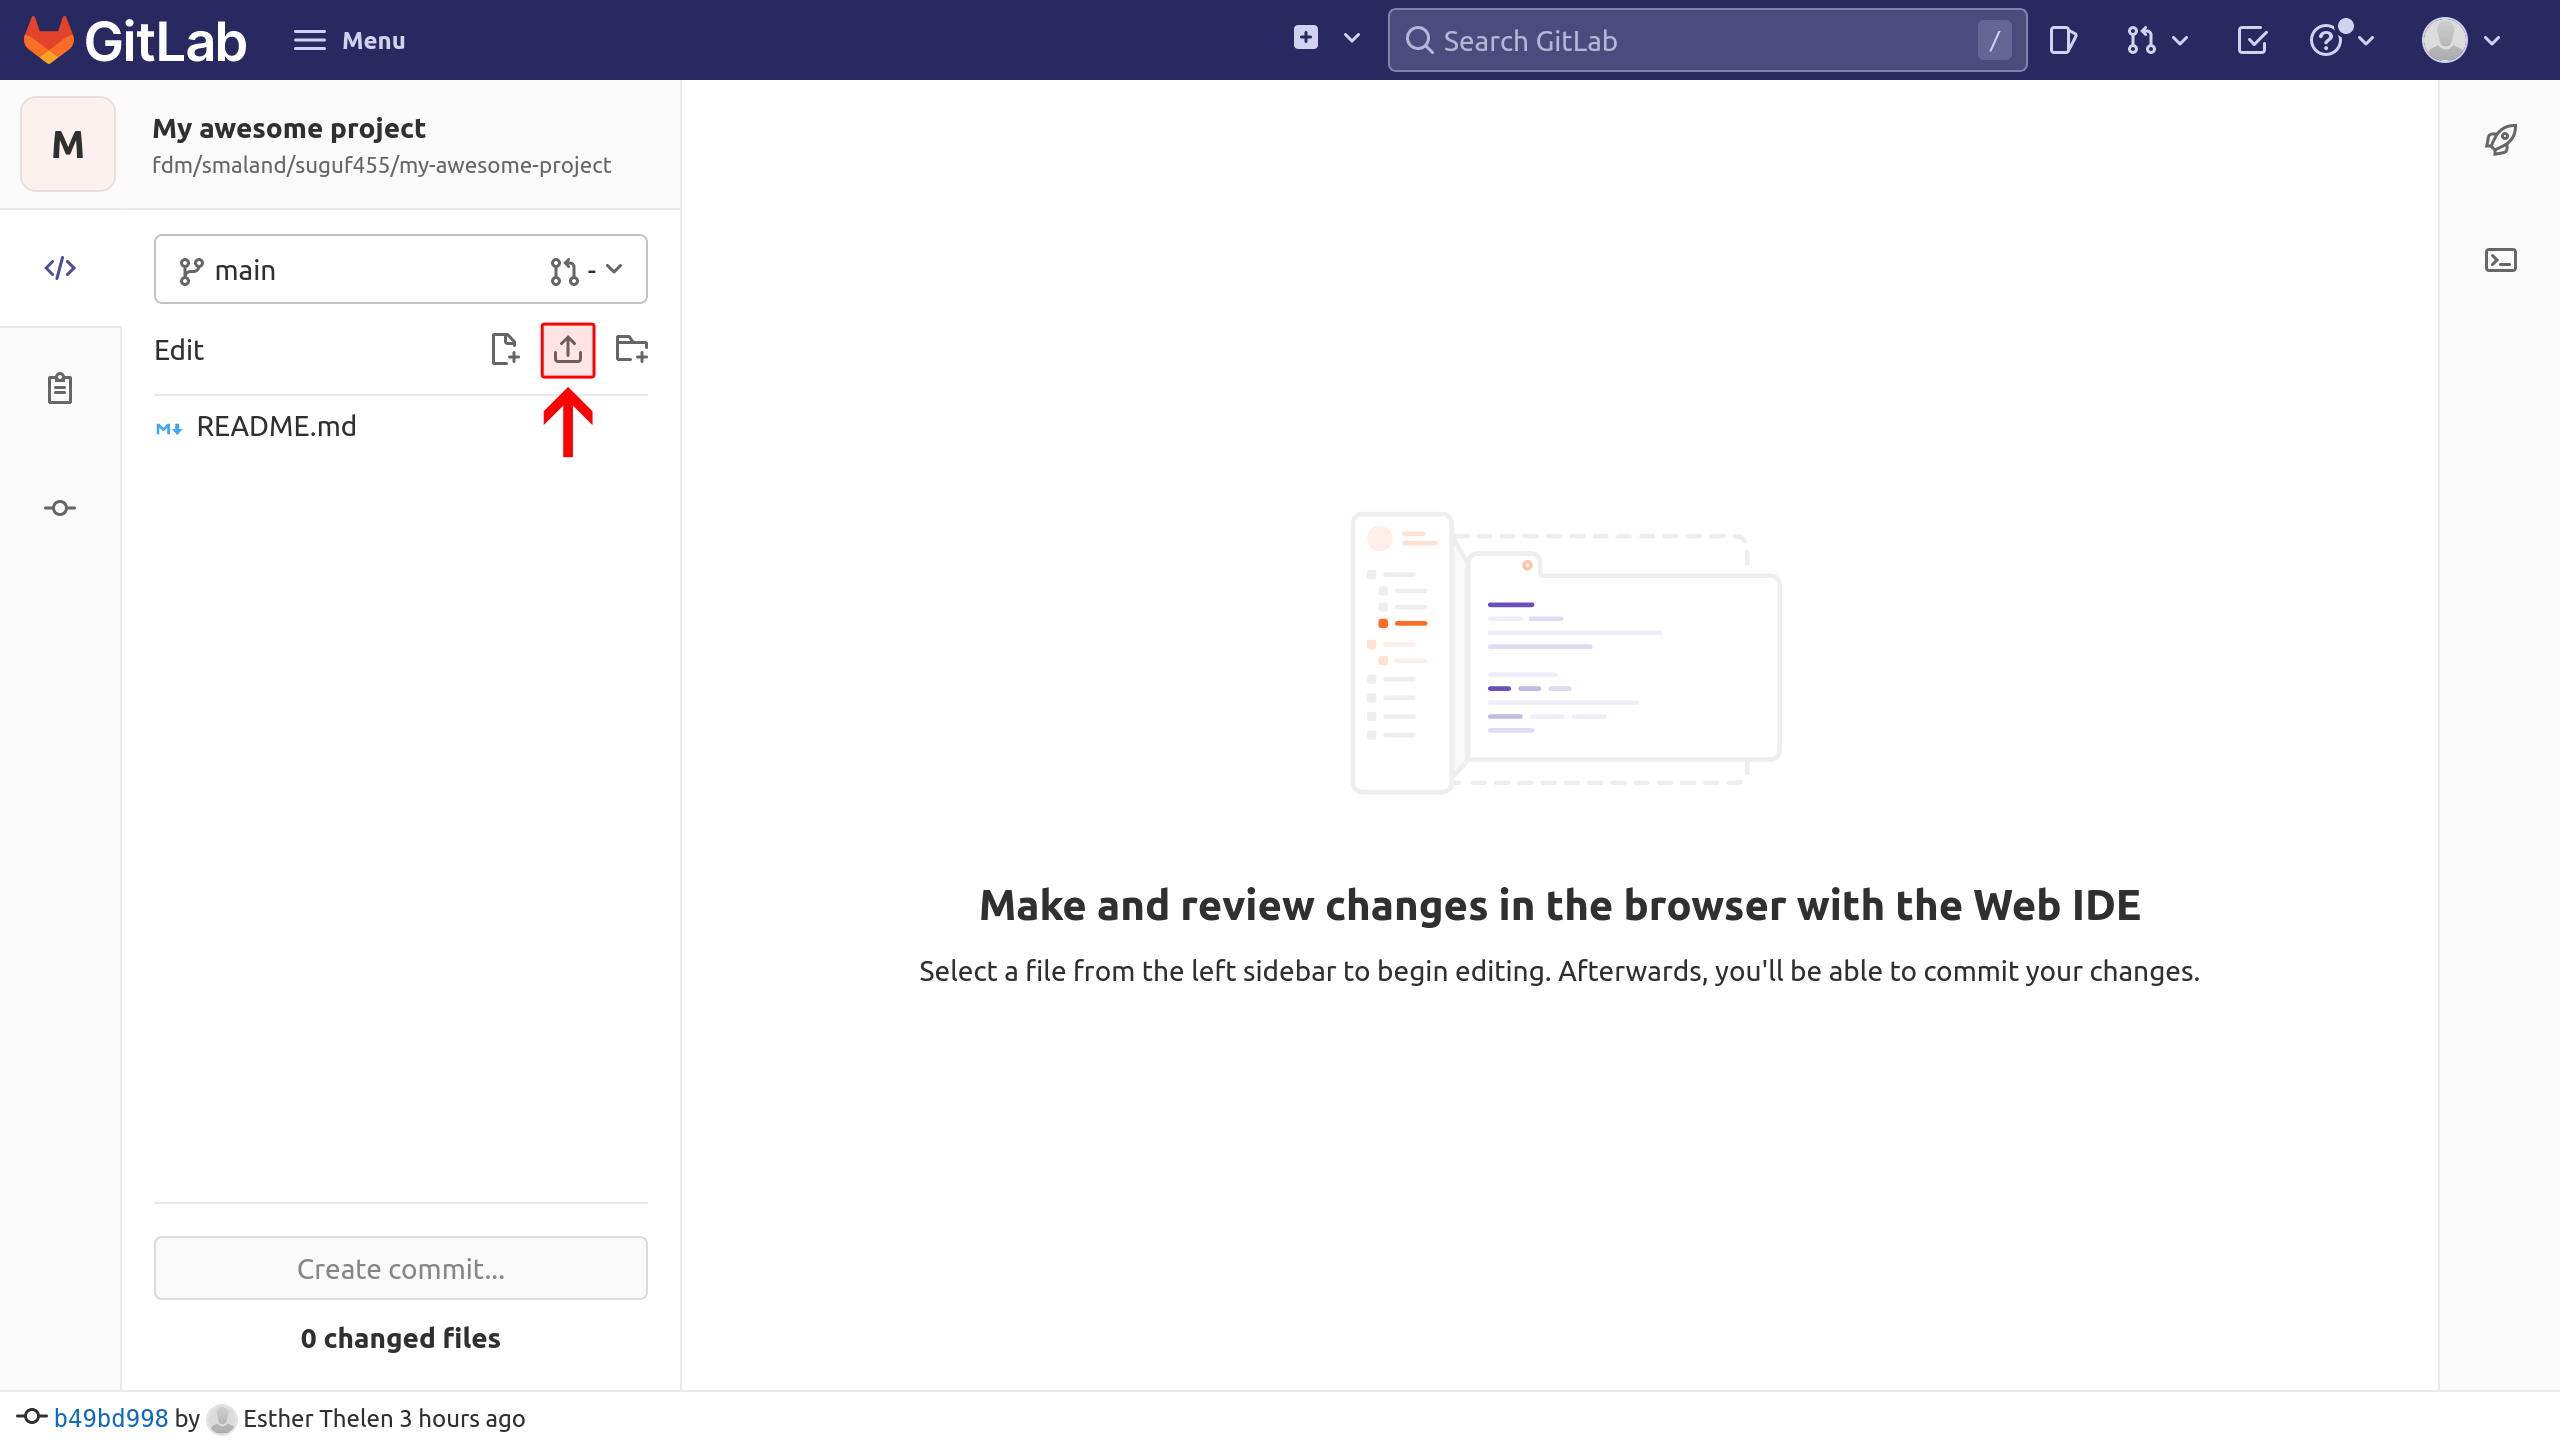 GitLab
Menu
Search GitLab
/
M
My awesome project
fdm/smaland/suguf455/my-awesome-project
main
-
Edit
README.md
Make and review changes in the browser with the Web IDE
Select a file from the left sidebar to begin editing. Afterwards, you'll be able to commit your changes.
Create commit...
0 changed files
b49bd998 by Esther Thelen 3 hours ago